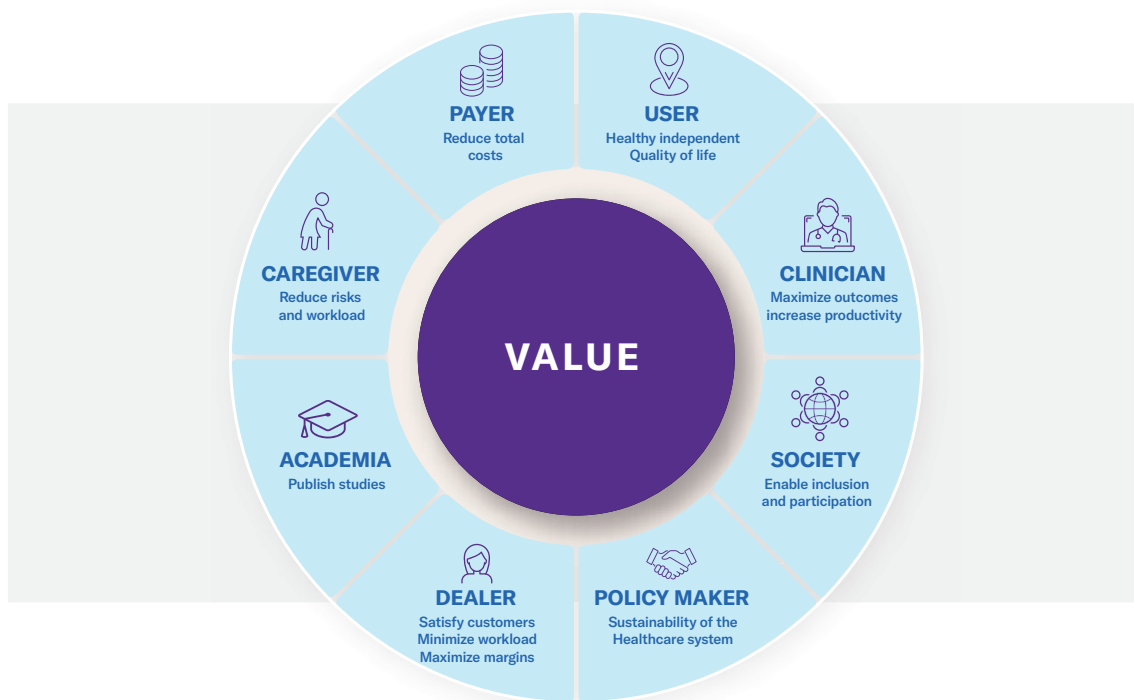 PAYER
Reduce total
costs
USER
Healthy independent
Quality of life
CAREGIVER
Reduce risks
and workload
CLINICIAN
Maximize outcomes
increase productivity
VALUE
ACADEMIA
Publish studies
SOCIETY
Enable inclusion
and participation
DEALER
Satisfy customers
Minimize workload
Maximize margins
POLICY MAKER
Sustainability of the
Healthcare system